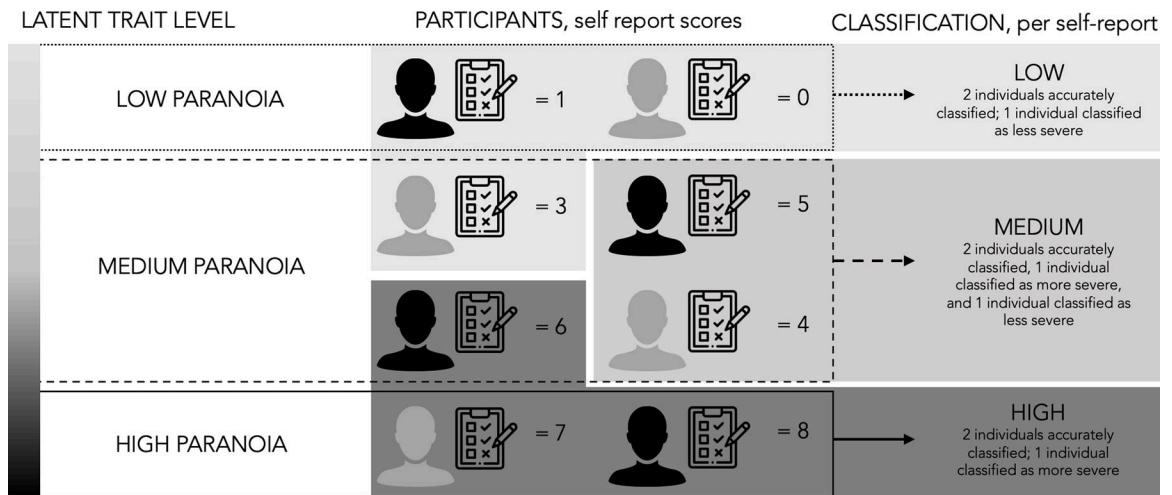 LATENT TRAIT LEVEL
PARTICIPANTS, self report scores
CLASSIFICATION, per self-report
LOW PARANOIA
= 1
= 0
LOW
2 individuals accurately
classified; 1 individual classified
as less severe
MEDIUM PARANOIA
= 3
= 5
= 6
= 4
MEDIUM
2 individuals accurately
classified, 1 individual
classified as more severe,
and 1 individual classified as
less severe
HIGH PARANOIA
= 7
= 8
HIGH
2 individuals accurately
classified; 1 individual
classified as more severe